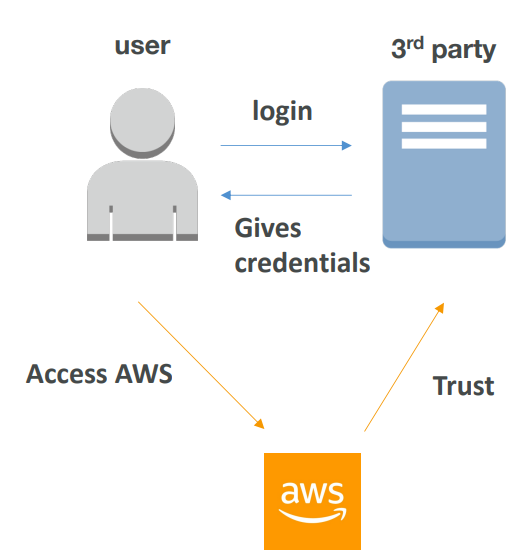 user
3rd party
login
Gives
credentials
Access AWS
Trust
aws